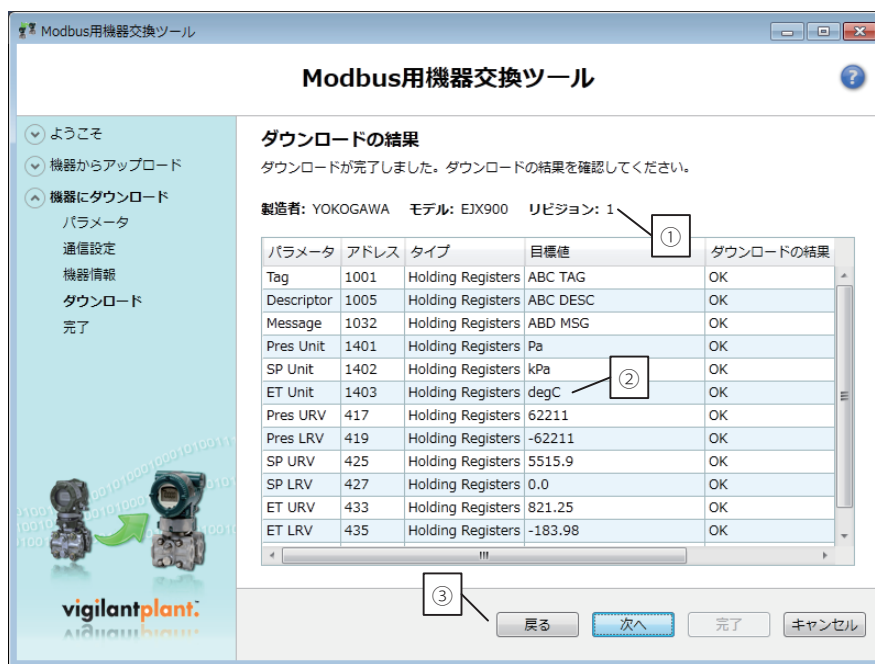 Modbus用機器交換ツール
Modbus用機器交換ツール
?
ようこそ
機器からアップロード
機器にダウンロード
パラメータ
通信設定
機器情報
ダウンロード
完了
ダウンロードの結果
ダウンロードが完了しました。ダウンロードの結果を確認してください。
製造者: YOKOGAWA モデル: EJX900 リビジョン: 1
①
パラメータ アドレス タイプ 目標値 ダウンロードの結果
Tag 1001 Holding Registers ABC TAG OK
Descriptor 1005 Holding Registers ABC DESC OK
Message 1032 Holding Registers ABD MSG OK
Pres Unit 1401 Holding Registers Pa OK
SP Unit 1402 Holding Registers kPa OK
ET Unit 1403 Holding Registers degC OK
②
Pres URV 417 Holding Registers 62211 OK
Pres LRV 419 Holding Registers -62211 OK
SP URV 425 Holding Registers 5515.9 OK
SP LRV 427 Holding Registers 0.0 OK
ET URV 433 Holding Registers 821.25 OK
ET LRV 435 Holding Registers -183.98 OK
vigilantplant.
③
戻る 次へ 完了 キャンセル